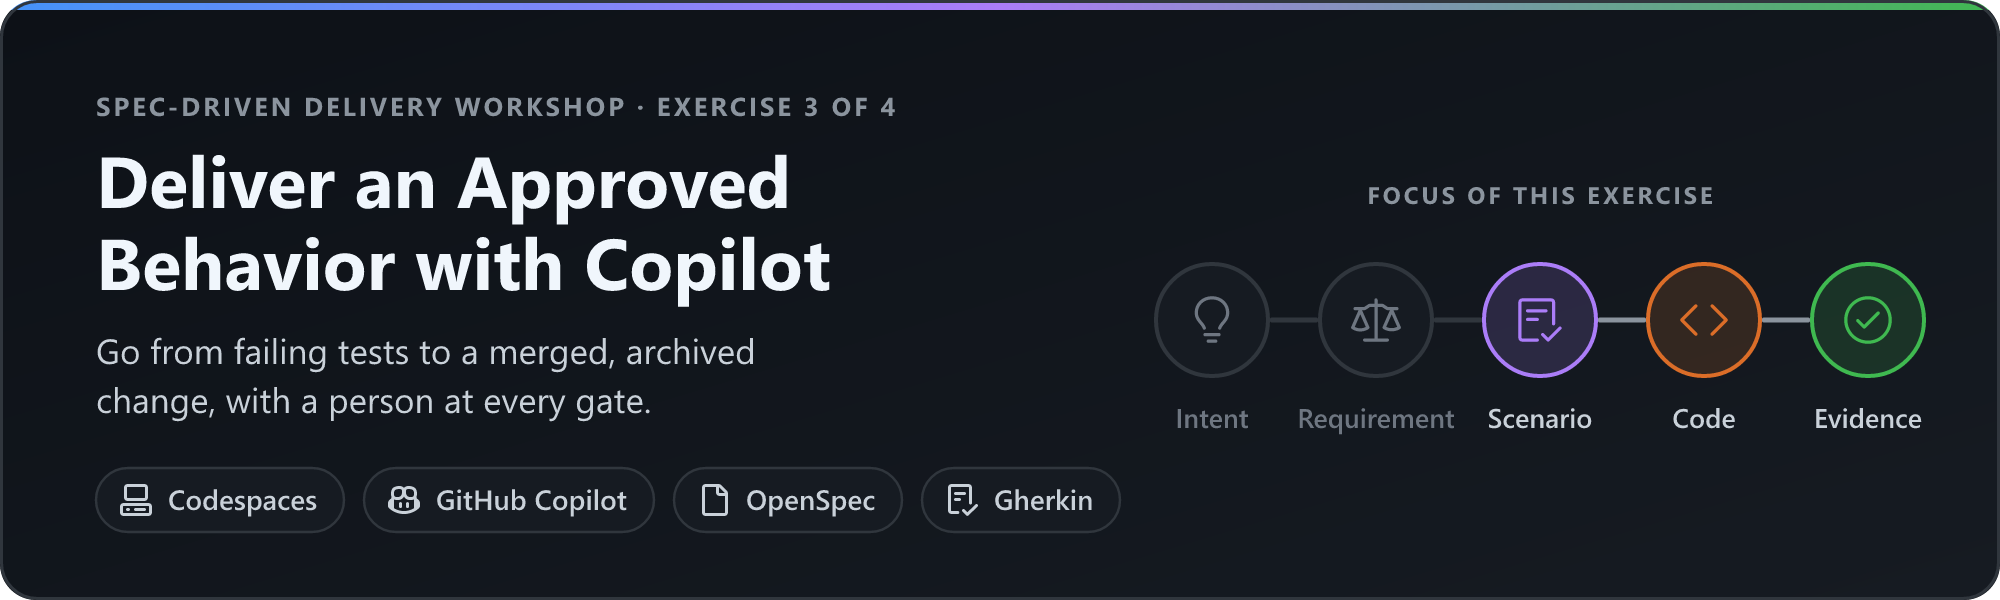 SPEC-DRIVEN DELIVERY WORKSHOP · EXERCISE 3 OF 4
Deliver an Approved
Behavior with Copilot
Go from failing tests to a merged, archived
change, with a person at every gate.
Codespaces
GitHub Copilot
OpenSpec
Gherkin
FOCUS OF THIS EXERCISE
Intent
Requirement
Scenario
Code
Evidence